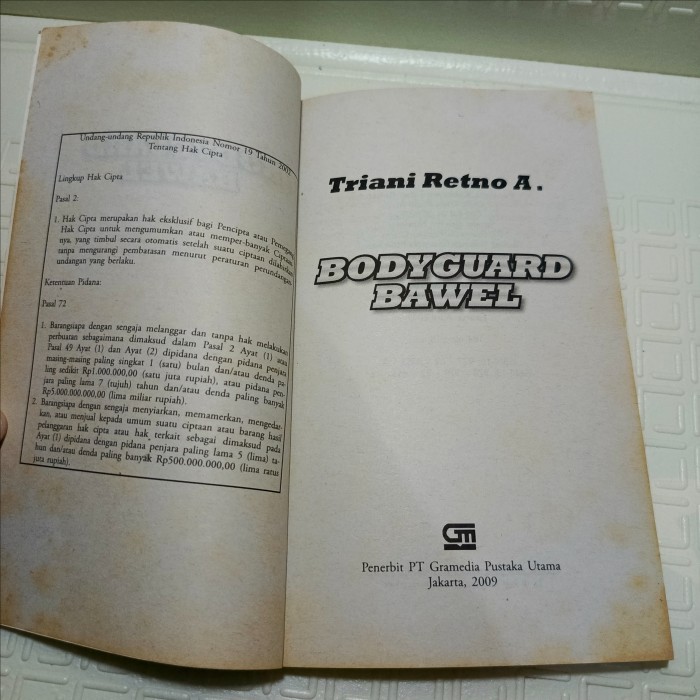 Undang-undang Republik Indonesia Nomor 19 Tahun 2002
Tentang Hak Cipta
Lingkup Hak Cipta
Pasal 2:
1. Hak Cipta merupakan hak eksklusif bagi Pencipta atau Pemegang
Hak Cipta untuk mengumumkan atau memper-banyak Ciptaan
nya, yang timbul secara otomatis setelah suatu ciptaan dilahirkan
tanpa mengurangi pembatasan menurut peraturan perundangan
undangan yang berlaku.
Ketentuan Pidana:
Pasal 72
1. Barangsiapa dengan sengaja melanggar dan tanpa hak melakukan
perbuatan sebagaimana dimaksud dalam Pasal 2 Ayat (1) atau
Pasal 49 Ayat (1) dan Ayat (2) dipidana dengan pidana penjara
masing-masing paling singkat 1 (satu) bulan dan/atau denda pa-
ling sedikit Rp1.000.000,00 (satu juta rupiah), atau pidana pen-
jara paling lama 7 (tujuh) tahun dan/atau denda paling banyak
Rp5.000.000.000,00 (lima miliar rupiah).
2. Barangsiapa dengan sengaja menyiarkan, memamerkan, mengedar-
kan, atau menjual kepada umum suatu ciptaan atau barang hasil
pelanggaran hak cipta atau hak terkait sebagai dimaksud pada
Ayat (1) dipidana dengan pidana penjara paling lama 5 (lima) ta-
hun dan/atau denda paling banyak Rp500.000.000,00 (lima ratus
juta rupiah).
Triani Retno A.
BODYGUARD
BAWEL
GM
Penerbit PT Gramedia Pustaka Utama
Jakarta, 2009